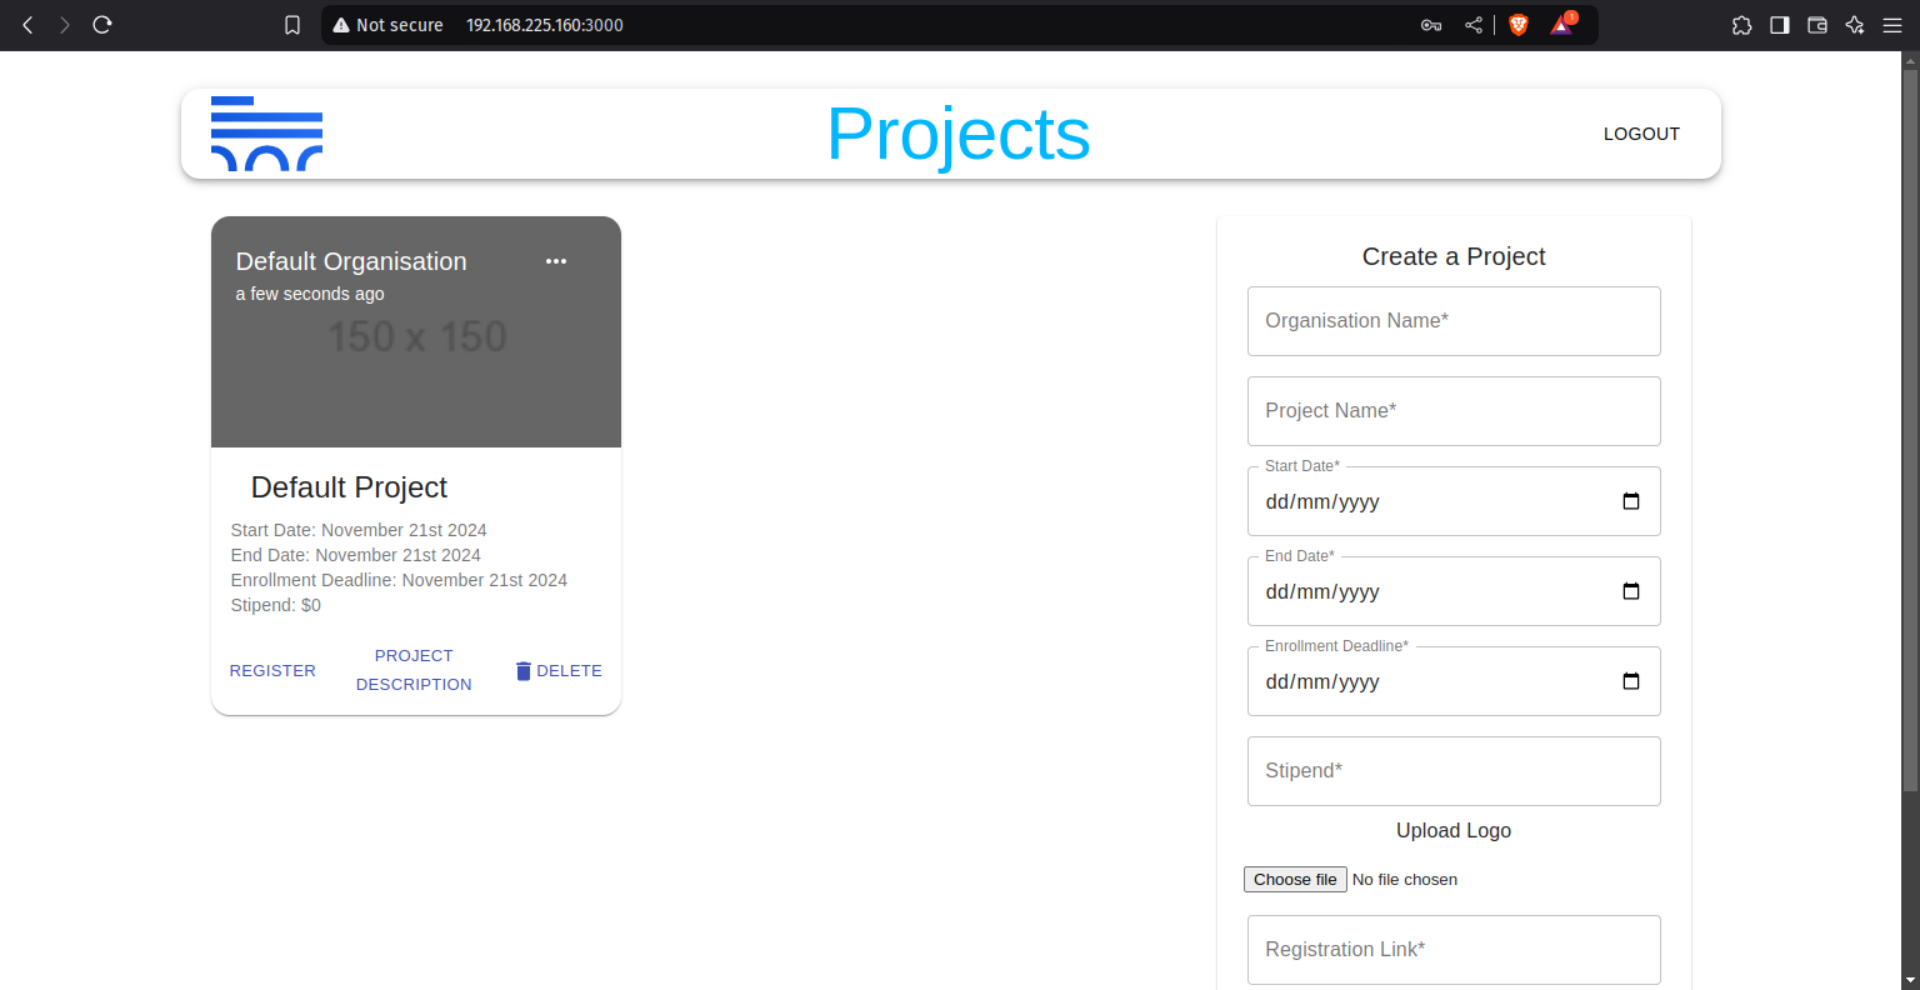 Not secure 192.168.225.160:3000
1
Projects
LOGOUT
Default Organisation
a few seconds ago
150 x 150
Default Project
Start Date: November 21st 2024
End Date: November 21st 2024
Enrollment Deadline: November 21st 2024
Stipend: $0
REGISTER
PROJECT
DESCRIPTION
DELETE
Create a Project
Organisation Name*
Project Name*
Start Date*
dd/mm/yyyy
End Date*
dd/mm/yyyy
Enrollment Deadline*
dd/mm/yyyy
Stipend*
Upload Logo
Choose file No file chosen
Registration Link*